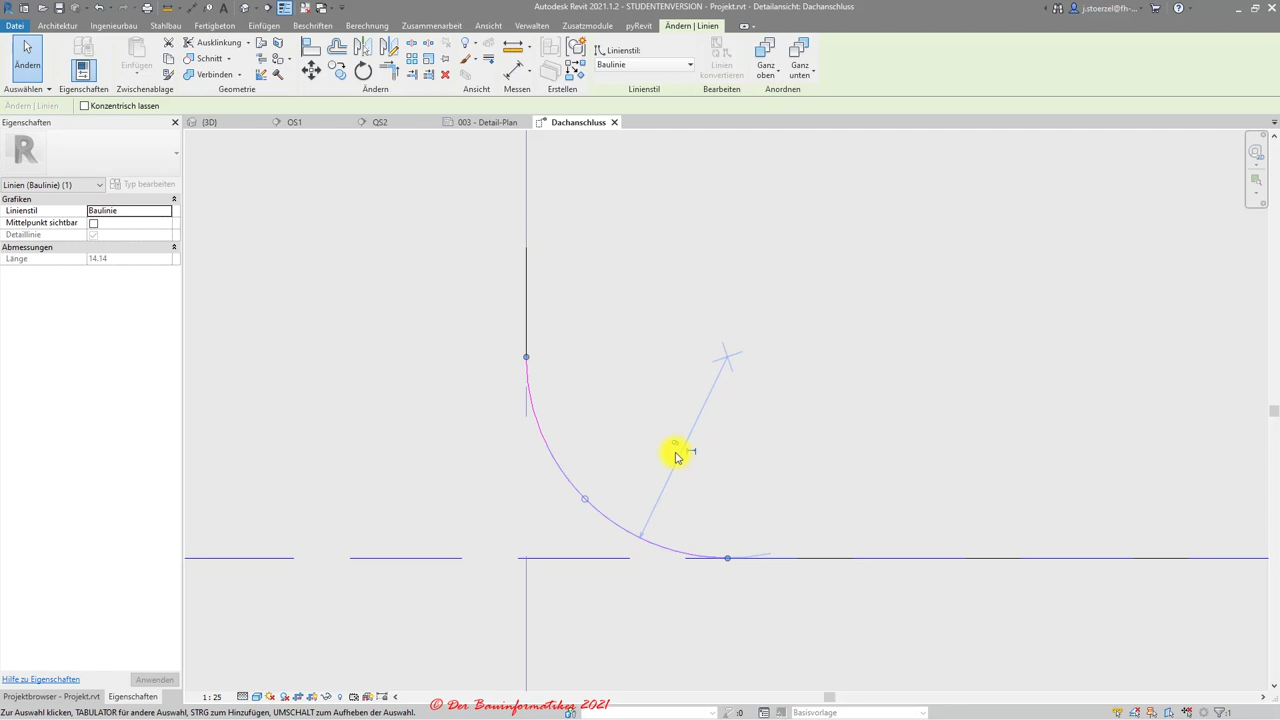 Autodesk Revit 2021.1.2 - STUDENTENVERSION - Projekt.rvt - Detailansicht: Dachanschluss
j.stoerzel@fh-...
Datei Architektur Ingenieurbau Stahlbau Fertigbeton Einfügen Beschriften Berechnung Zusammenarbeit Ansicht Verwalten Zusatzmodule pyRevit Ändern | Linien
Ausklinkung
Linienstil:
Schnitt
Baulinie
Verbinden
Ändern
Einfügen
Linien konvertieren
Ganz oben
Ganz unten
Auswählen Eigenschaften Zwischenablage Geometrie Ändern Ansicht Messen Erstellen Linienstil Bearbeiten Anordnen
Ändern | Linien Konzentrisch lassen
Eigenschaften
{3D} QS1 QS2 003 - Detail-Plan Dachanschluss
Linien (Baulinie) (1) Typ bearbeiten
Grafiken
Linienstil Baulinie
Mittelpunkt sichtbar
Detaillinie
Abmessungen
Länge 14.14
Hilfe zu Eigenschaften Anwenden
Projektbrowser - Projekt.rvt Eigenschaften 1 : 25
© Der Bauinformatiker 2021
Zur Auswahl klicken, TABULATOR für andere Auswahl, STRG zum Hinzufügen, UMSCHALT zum Aufheben der Auswahl. :0 Basisvorlage :1